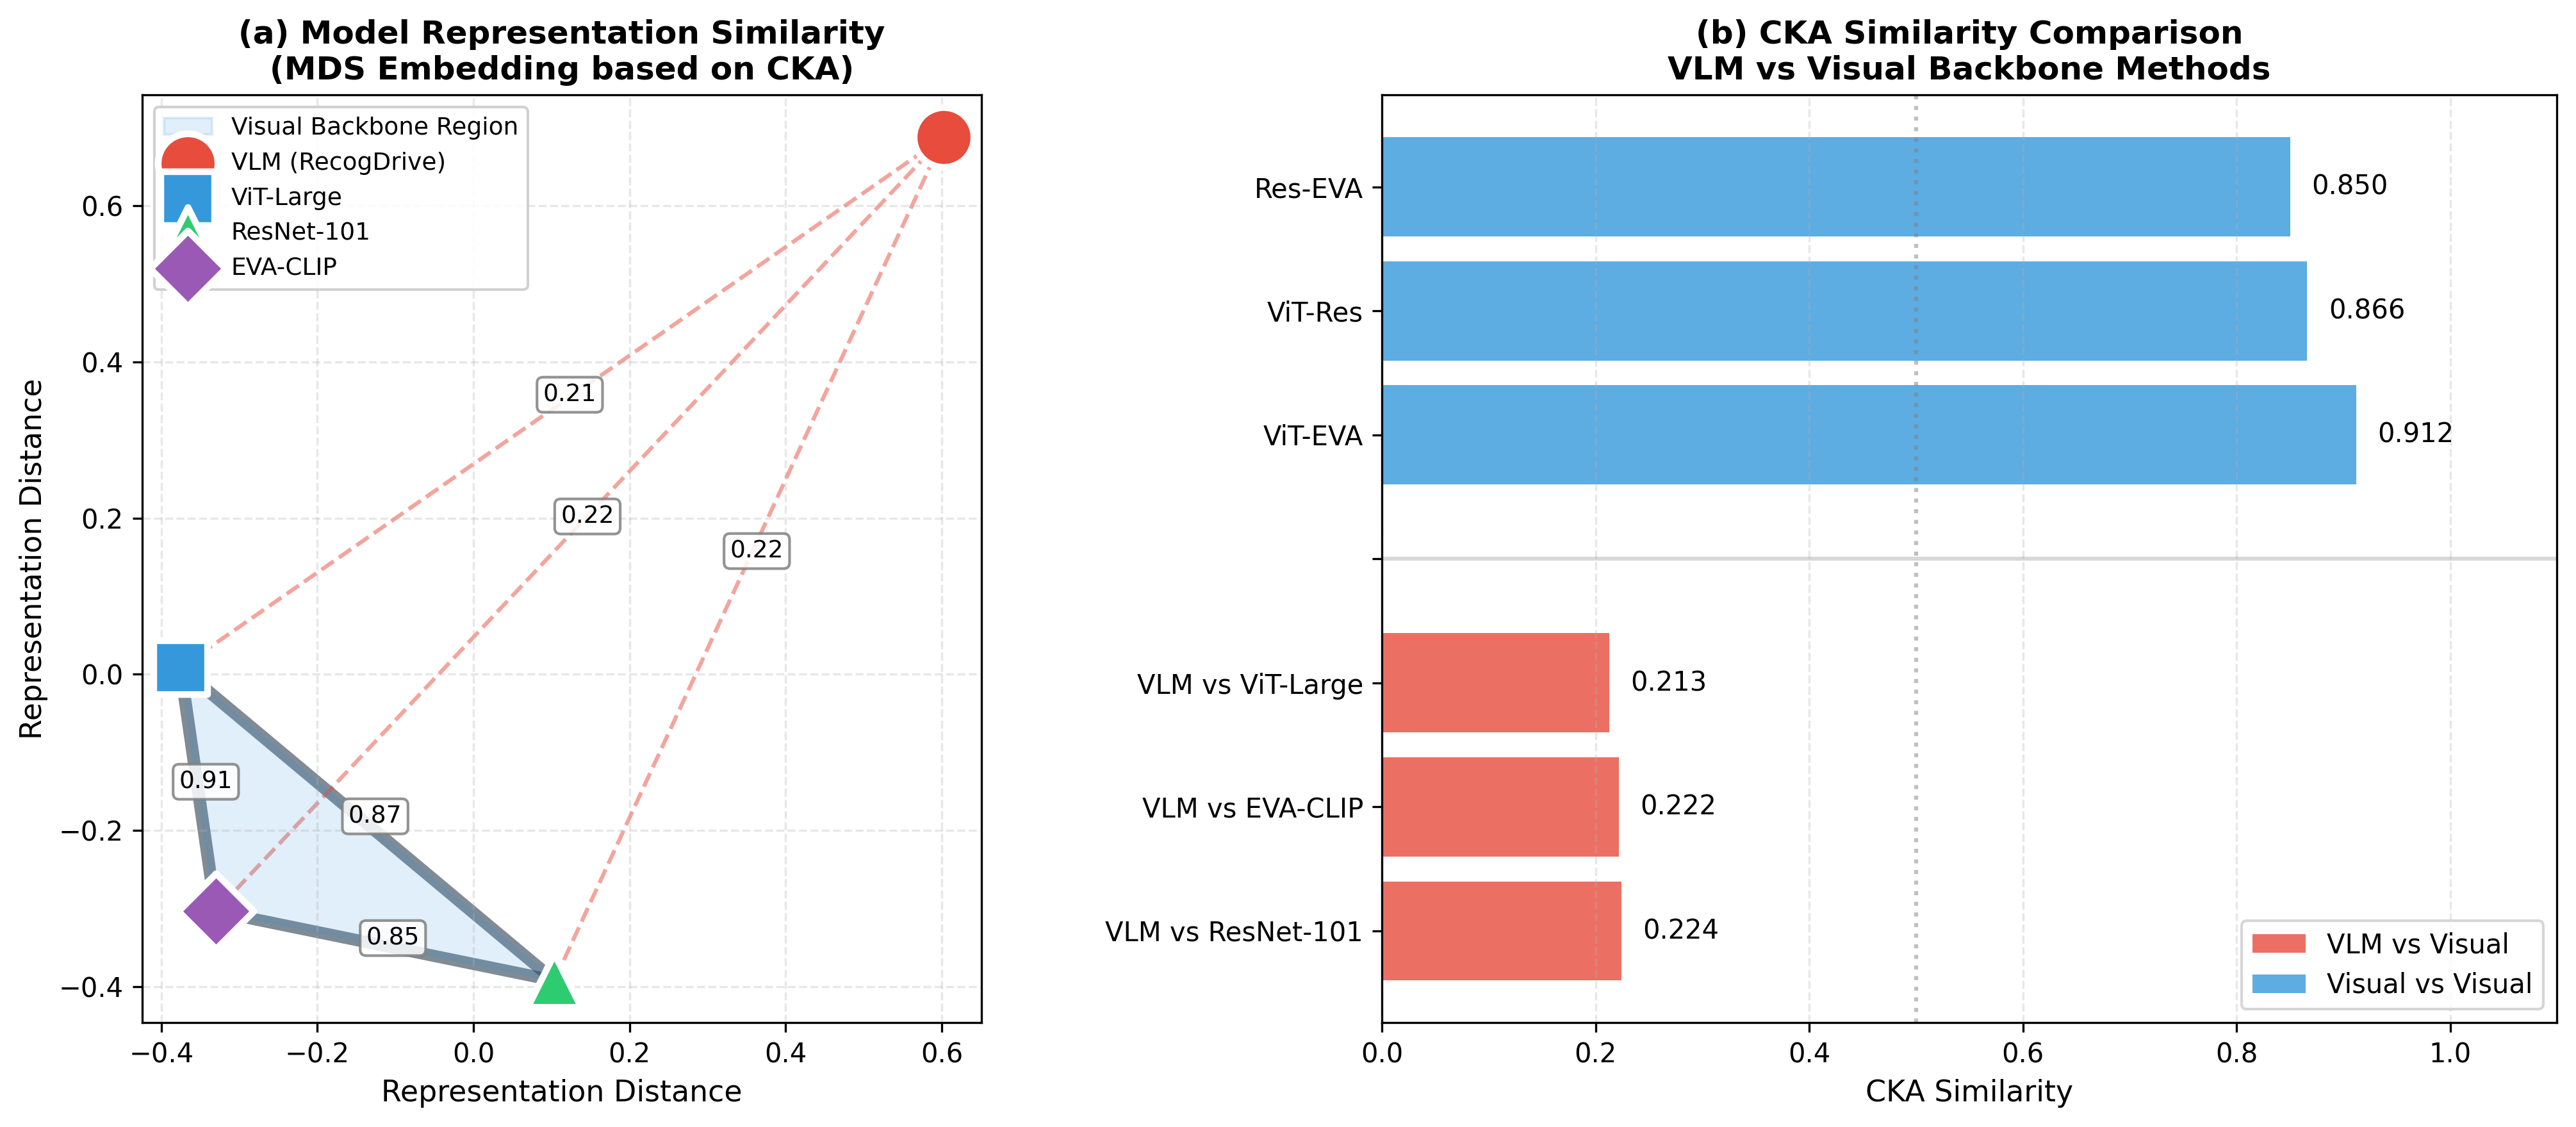 (a) Model Representation Similarity
(MDS Embedding based on CKA)
Visual Backbone Region
VLM (RecogDrive)
ViT-Large
ResNet-101
EVA-CLIP
0.21
0.22
0.22
0.91
0.87
0.85
0.6
0.4
0.2
0.0
−0.2
−0.4
Representation Distance
−0.4 −0.2 0.0 0.2 0.4 0.6
Representation Distance
(b) CKA Similarity Comparison
VLM vs Visual Backbone Methods
Res-EVA 0.850
ViT-Res 0.866
ViT-EVA 0.912
VLM vs ViT-Large 0.213
VLM vs EVA-CLIP 0.222
VLM vs ResNet-101 0.224
VLM vs Visual
Visual vs Visual
0.0 0.2 0.4 0.6 0.8 1.0
CKA Similarity